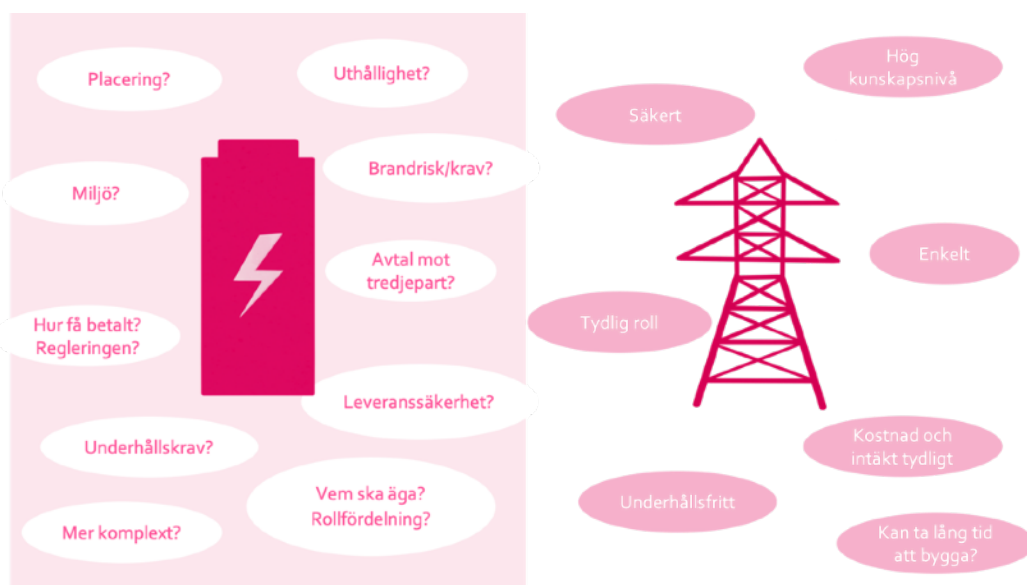 Placering?
Uthållighet?
Brandrisk/krav?
Miljö?
Avtal mot
tredjepart?
Hur få betalt?
Regleringen?
Leveranssäkerhet?
Underhållskrav?
Vem ska äga?
Rollfördelning?
Mer komplext?
Hög
kunskapsnivå
Säkert
Enkelt
Tydlig roll
Kostnad och
intäkt tydligt
Underhållsfritt
Kan ta lång tid
att bygga?